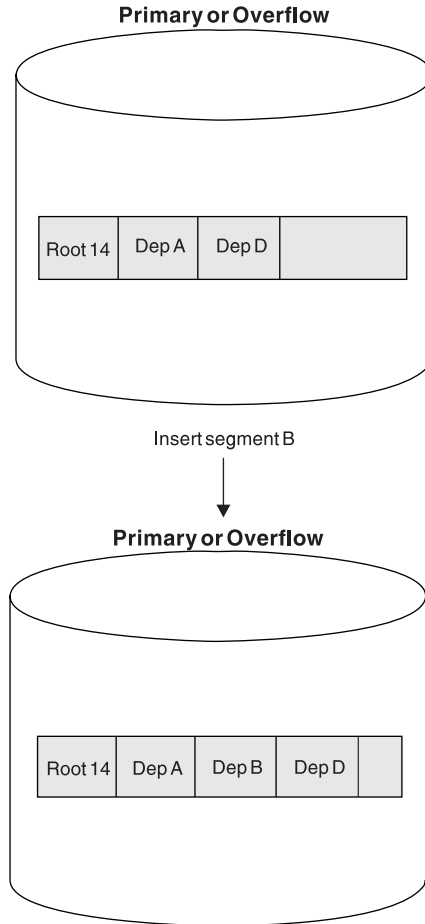 Primary or Overflow
Root 14 Dep A Dep D
Insert segment B
Primary or Overflow
Root 14 Dep A Dep B Dep D